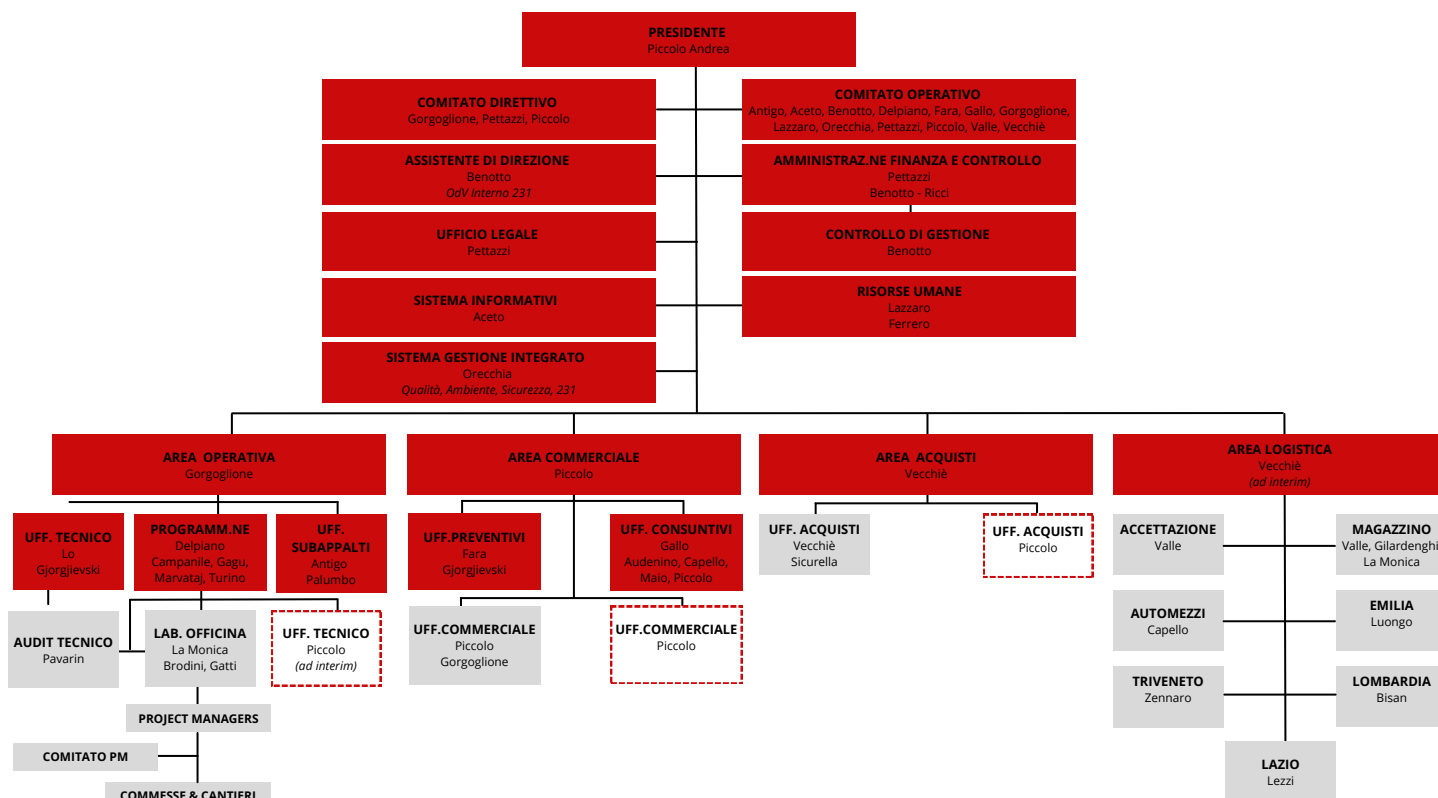 PRESIDENTE
Piccolo Andrea
COMITATO DIRETTIVO
Gorgoglione, Pettazzi, Piccolo
COMITATO OPERATIVO
Antigo, Aceto, Benotto, Delpiano, Fara, Gallo, Gorgoglione,
Lazzaro, Orecchia, Pettazzi, Piccolo, Valle, Vecchiè
ASSISTENTE DI DIREZIONE
Benotto
OdV Interno 231
AMMINISTRAZ.NE FINANZA E CONTROLLO
Pettazzi
Benotto - Ricci
UFFICIO LEGALE
Pettazzi
CONTROLLO DI GESTIONE
Benotto
SISTEMA INFORMATIVI
Aceto
RISORSE UMANE
Lazzaro
Ferrero
SISTEMA GESTIONE INTEGRATO
Orecchia
Qualità, Ambiente, Sicurezza, 231
AREA OPERATIVA
Gorgoglione
AREA COMMERCIALE
Piccolo
AREA ACQUISTI
Vecchiè
AREA LOGISTICA
Vecchiè
(ad interim)
UFF. TECNICO
Lo
Gjorgjievski
PROGRAMM.NE
Delpiano
Campanile, Gagu,
Marvataj, Turino
UFF.
SUBAPPALTI
Antigo
Palumbo
UFF.PREVENTIVI
Fara
Gjorgjievski
UFF. CONSUNTIVI
Gallo
Audenino, Capello,
Maio, Piccolo
UFF. ACQUISTI
Vecchiè
Sicurella
UFF. ACQUISTI
Piccolo
ACCETTAZIONE
Valle
MAGAZZINO
Valle, Gilardenghi
La Monica
AUDIT TECNICO
Pavarin
LAB. OFFICINA
La Monica
Brodini, Gatti
UFF. TECNICO
Piccolo
(ad interim)
UFF.COMMERCIALE
Piccolo
Gorgoglione
UFF.COMMERCIALE
Piccolo
AUTOMEZZI
Capello
EMILIA
Luongo
TRIVENETO
Zennaro
LOMBARDIA
Bisan
PROJECT MANAGERS
COMITATO PM
COMMESSE & CANTIERI
LAZIO
Lezzi